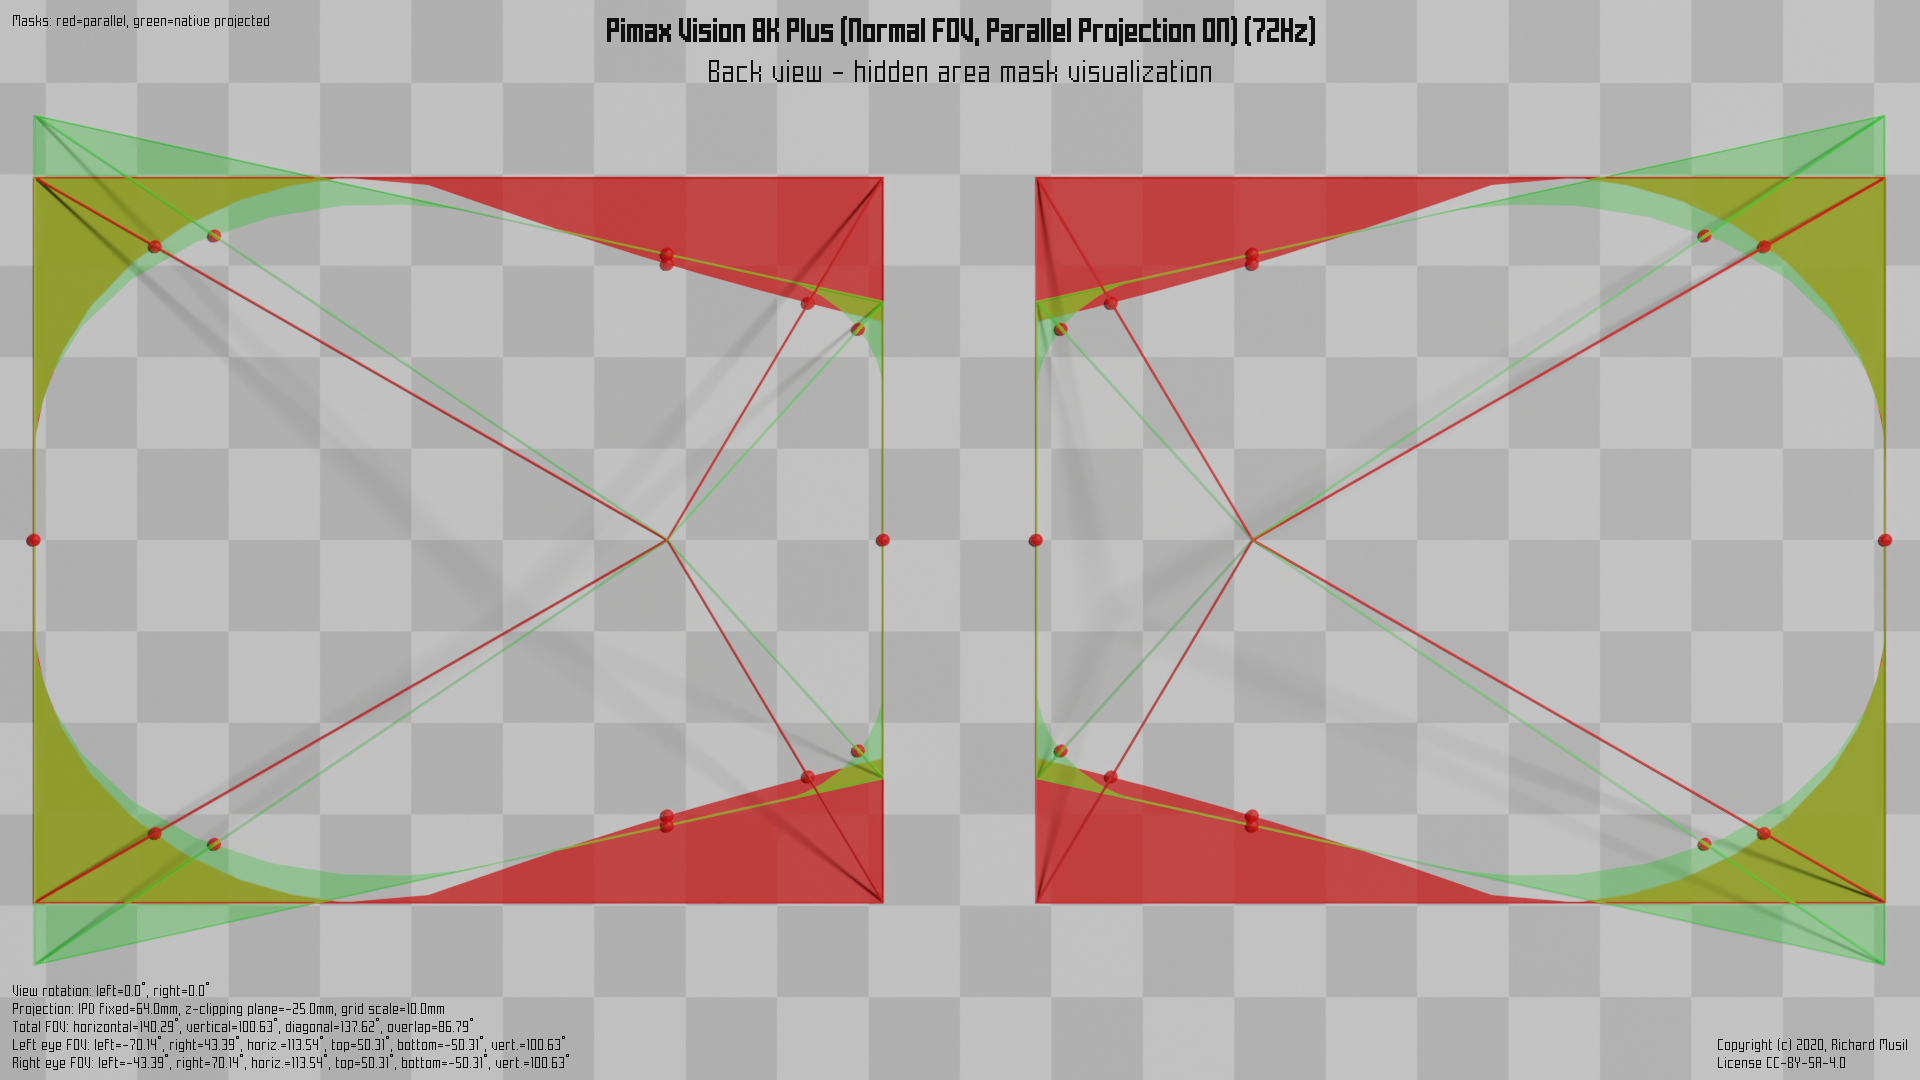 Masks: red=parallel, green=native projected
Pimax Vision 8K Plus (Normal FOV, Parallel Projection ON) (72Hz)
Back view - hidden area mask visualization
View rotation: left=0.0°, right=0.0°
Projection: IPD fixed=64.0mm, z-clipping plane=-25.0mm, grid scale=10.0mm
Total FOV: horizontal=140.29°, vertical=100.63°, diagonal=137.62°, overlap=86.79°
Left eye FOV: left=-70.14°, right=43.39°, horiz.=113.54°, top=50.31°, bottom=-50.31°, vert.=100.63°
Right eye FOV: left=-43.39°, right=70.14°, horiz.=113.54°, top=50.31°, bottom=-50.31°, vert.=100.63°
Copyright (c) 2020, Richard Musil
License CC-BY-SA-4.0